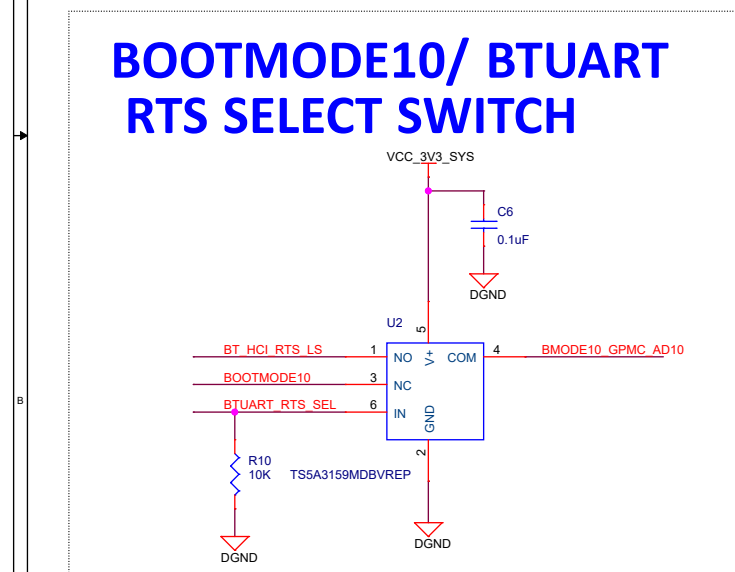 BOOTMODE10/ BTUART
RTS SELECT SWITCH
VCC_3V3_SYS
C6
0.1uF
DGND
U2
5
BT_HCI_RTS_LS
1
NO
V+
COM
4
BMODE10_GPMC_AD10
BOOTMODE10
3
NC
B
BTUART_RTS_SEL
6
IN
GND
2
R10
10K
TS5A3159MDBVREP
DGND
DGND